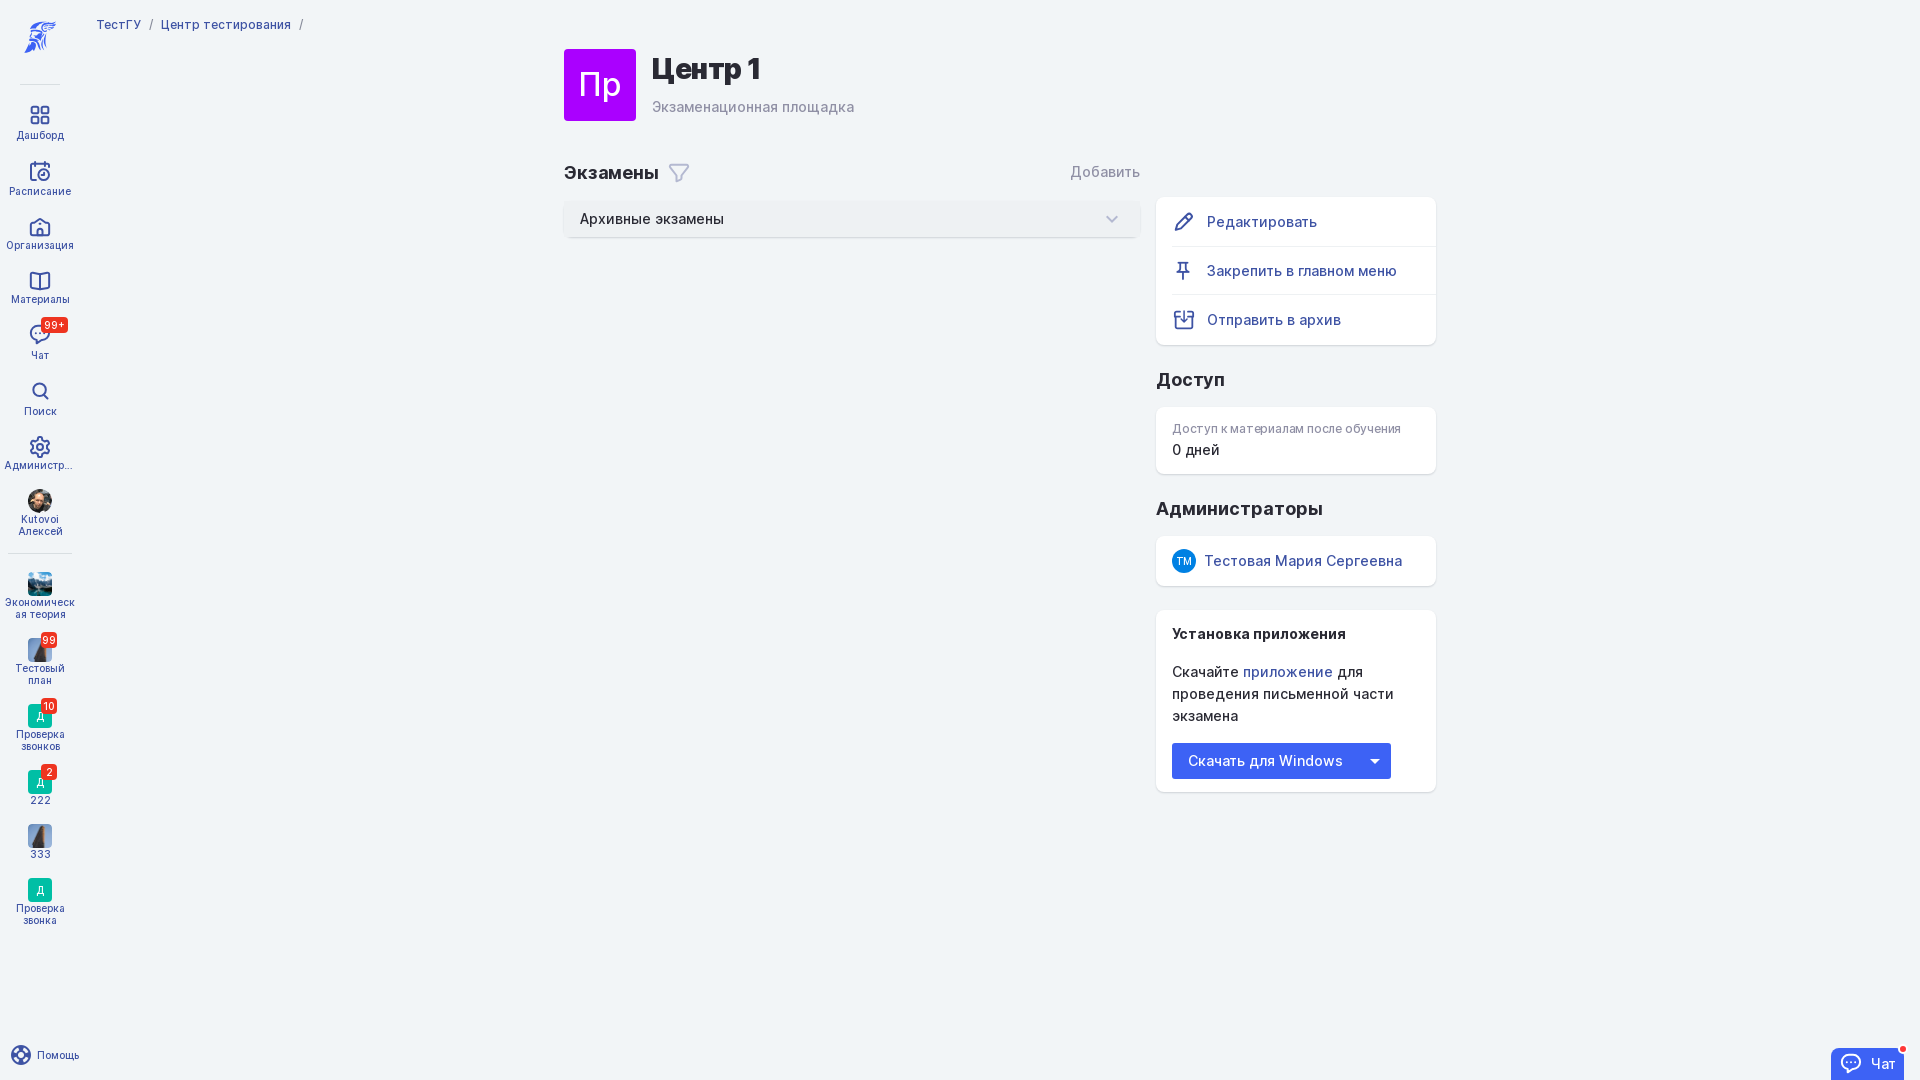 ТестГУ / Центр тестирования /
Пр
Центр 1
Экзаменационная площадка
Дашборд
Расписание
Организация
Материалы
99+
Чат
Поиск
Администр...
Kutovoi
Алексей
Экономическ
ая теория
99
Тестовый
план
10
Д
Проверка
звонков
2
Д
222
333
Д
Проверка
звонка
Помощь
Экзамены
Добавить
Архивные экзамены
Редактировать
Закрепить в главном меню
Отправить в архив
Доступ
Доступ к материалам после обучения
0 дней
Администраторы
ТМ Тестовая Мария Сергеевна
Установка приложения
Скачайте приложение для
проведения письменной части
экзамена
Скачать для Windows
Чат